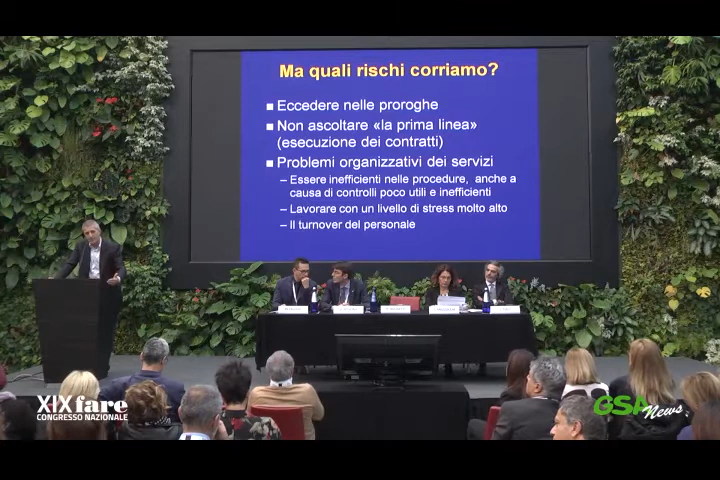 Ma quali rischi corriamo?
■ Eccedere nelle proroghe
■ Non ascoltare «la prima linea»
(esecuzione dei contratti)
■ Problemi organizzativi dei servizi
– Essere inefficienti nelle procedure, anche a
causa di controlli poco utili e inefficienti
– Lavorare con un livello di stress molto alto
– Il turnover del personale
XIX fare
CONGRESSO NAZIONALE
GSA News